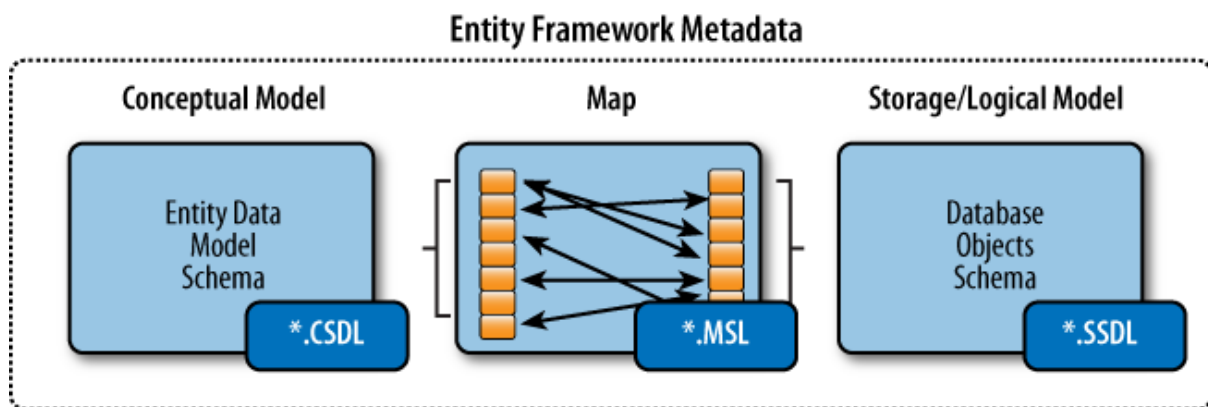 Entity Framework Metadata
Conceptual Model
Map
Storage/Logical Model
Entity Data
Model
Schema
Database
Objects
Schema
*.CSDL
*.MSL
*.SSDL